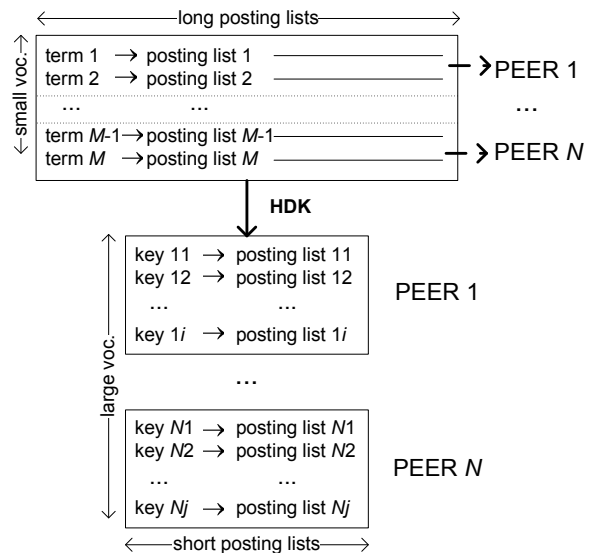 long posting lists
small voc.
term 1 → posting list 1
term 2 → posting list 2
... ...
term M-1 → posting list M-1
term M → posting list M
PEER 1
...
PEER N
HDK
large voc.
key 11 → posting list 11
key 12 → posting list 12
... ...
key 1i → posting list 1i
PEER 1
...
key N1 → posting list N1
key N2 → posting list N2
... ...
key Nj → posting list Nj
PEER N
short posting lists